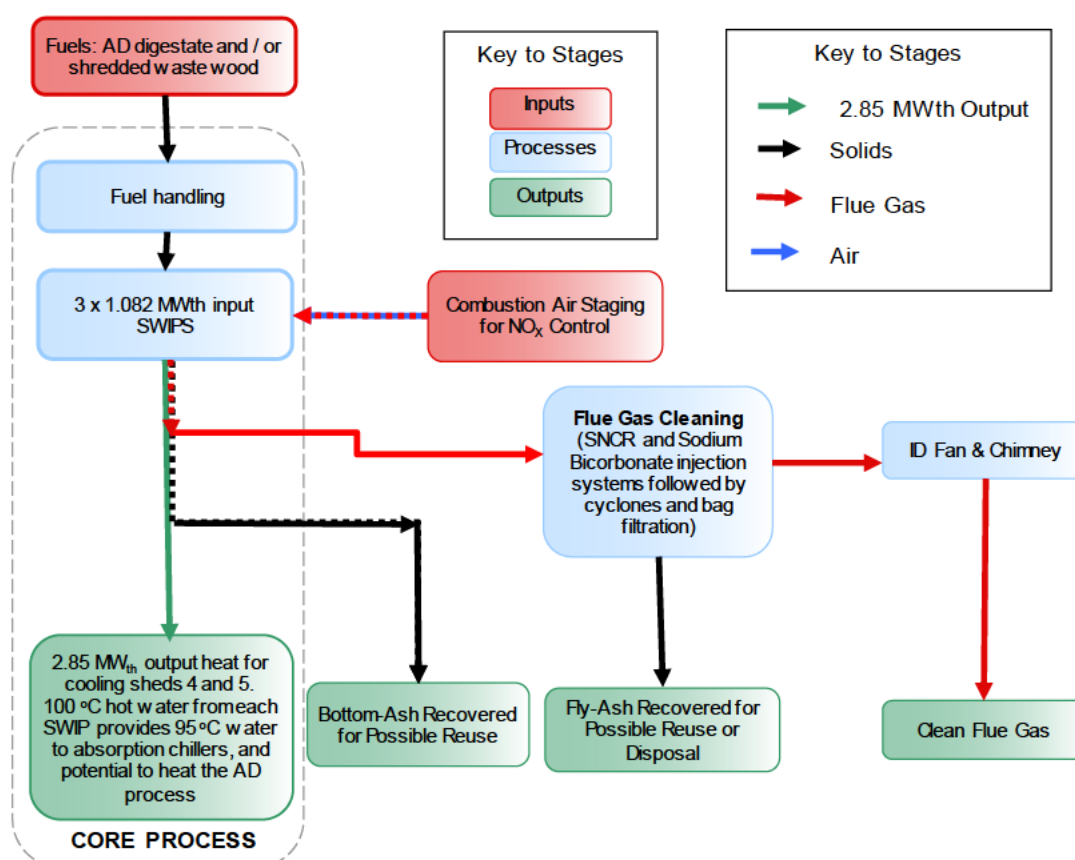 Fuels: AD digestate and / or
shredded waste wood
Key to Stages
Inputs
Processes
Outputs
Key to Stages
2.85 MWth Output
Solids
Flue Gas
Air
Fuel handling
3 x 1.082 MWth input
SWIPS
Combustion Air Staging
for NOX Control
Flue Gas Cleaning
(SNCR and Sodium
Bicorbonate injection
systems followed by
cyclones and bag
filtration)
ID Fan & Chimney
2.85 MWth output heat for
cooling sheds 4 and 5.
100 ºC hot water from each
SWIP provides 95ºC water
to absorption chillers, and
potential to heat the AD
process
Bottom-Ash Recovered
for Possible Reuse
Fly-Ash Recovered for
Possible Reuse or
Disposal
Clean Flue Gas
CORE PROCESS